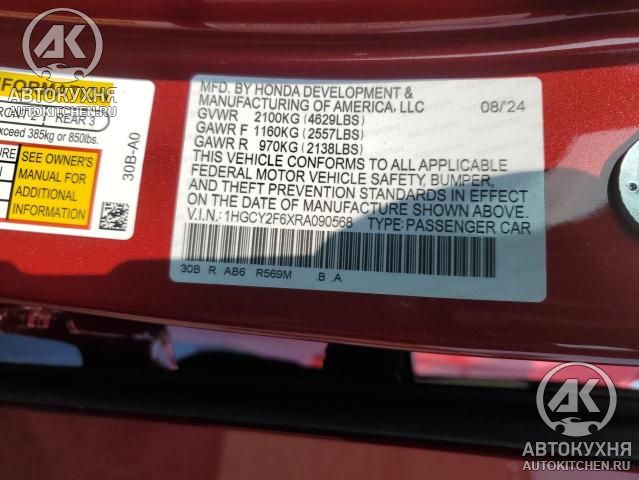 АК
АВТОКУХНЯ
AUTOKITCHEN.RU
REAR 3
exceed 385kg or 850lbs.
SEE OWNER'S
MANUAL FOR
ADDITIONAL
INFORMATION
30B-A0
MFD. BY HONDA DEVELOPMENT &
MANUFACTURING OF AMERICA, LLC 08/24
GVWR 2100KG (4629LBS)
GAWR F 1160KG (2557LBS)
GAWR R 970KG (2138LBS)
THIS VEHICLE CONFORMS TO ALL APPLICABLE
FEDERAL MOTOR VEHICLE SAFETY, BUMPER,
AND THEFT PREVENTION STANDARDS IN EFFECT
ON THE DATE OF MANUFACTURE SHOWN ABOVE.
V.I.N.: 1HGCY2F6XRA090568 TYPE: PASSENGER CAR
30B R AB6 R569M .B .A
АК
АВТОКУХНЯ
AUTOKITCHEN.RU